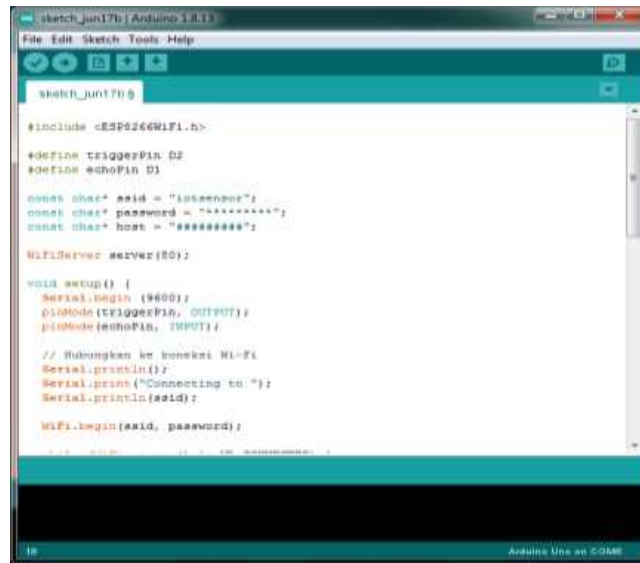 sketch_jun17b | Arduino 1.8.13
File Edit Sketch Tools Help
sketch_jun17b §
#include <ESP8266WiFi.h>
#define triggerPin D2
#define echoPin D1
const char* ssid = "iotsensor";
const char* password = "*********";
const char* host = "#########";
WiFiServer server(80);
void setup() {
Serial.begin (9600);
pinMode(triggerPin, OUTPUT);
pinMode(echoPin, INPUT);
// Hubungkan ke koneksi Wi-Fi
Serial.println();
Serial.print("Connecting to ");
Serial.println(ssid);
WiFi.begin(ssid, password);
18
Arduino Uno on